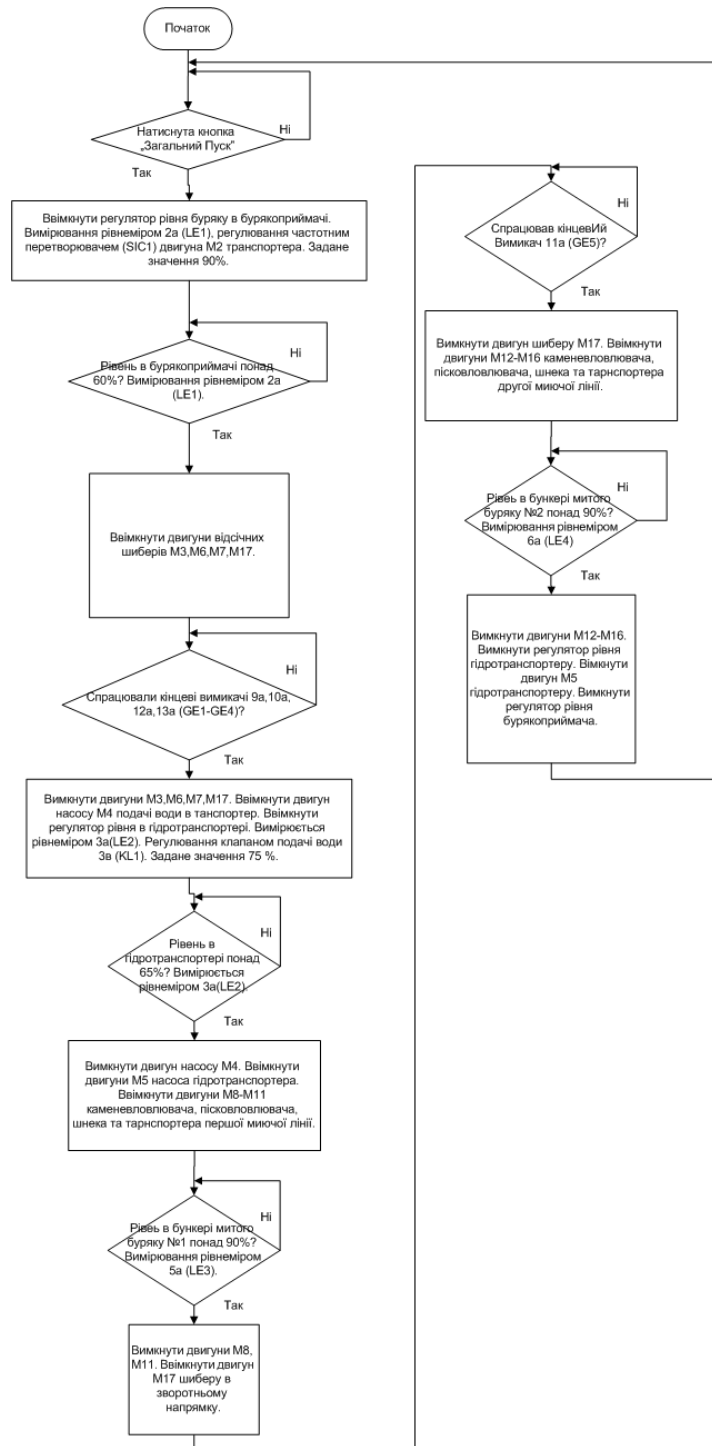 Початок
Натиснута кнопка
„Загальний Пуск”
Ні
Так
Ввімкнути регулятор рівня буряку в бурякоприймачі.
Вимірювання рівнеміром 2а (LE1), регулювання частотним
перетворювачем (SIC1) двигуна М2 транспортера. Задане
значення 90%.
Ні
Рівень в бурякоприймачі понад
60%? Вимірювання рівнеміром 2а
(LE1).
Так
Ввімкнути двигуни відсічних
шиберів М3,М6,М7,М17.
Ні
Спрацювали кінцеві вимикачі 9а,10а,
12а,13а (GE1-GE4)?
Так
Вимкнути двигуни М3,М6,М7,М17. Ввімкнути двигун
насосу М4 подачі води в танспортер. Ввімкнути
регулятор рівня в гідротранспортері. Вимірюється
рівнеміром 3а(LE2). Регулювання клапаном подачі води
3в (KL1). Задане значення 75 %.
Ні
Рівень в
гідротранспортері понад
65%? Вимірюється
рівнеміром 3а(LE2).
Так
Вимкнути двигун насосу М4. Ввімкнути
двигуни М5 насоса гідротранспортера.
Ввімкнути двигуни М8-М11
каменевловлювача, пісковловлювача,
шнека та тарнспортера першої миючої лінії.
Ні
Рівеь в бункері митого
буряку №1 понад 90%?
Вимірювання рівнеміром
5а (LE3).
Так
Вимкнути двигуни М8,
М11. Ввімкнути двигун
М17 шиберу в
зворотньому
напрямку.
Ні
Спрацював кінцевИй
Вимикач 11а (GE5)?
Так
Вимкнути двигун шиберу М17. Ввімкнути
двигуни М12-М16 каменевловлювача,
пісковловлювача, шнека та тарнспортера
другої миючої лінії.
Ні
Рівеь в бункері митого
буряку №2 понад 90%?
Вимірювання рівнеміром
6а (LE4)
Так
Вимкнути двигуни М12-М16.
Вимкнути регулятор рівня
гідротранспортеру. Вімкнути
двигун М5
гідротранспортеру. Вимкнути
регулятор рівня
бурякоприймача.